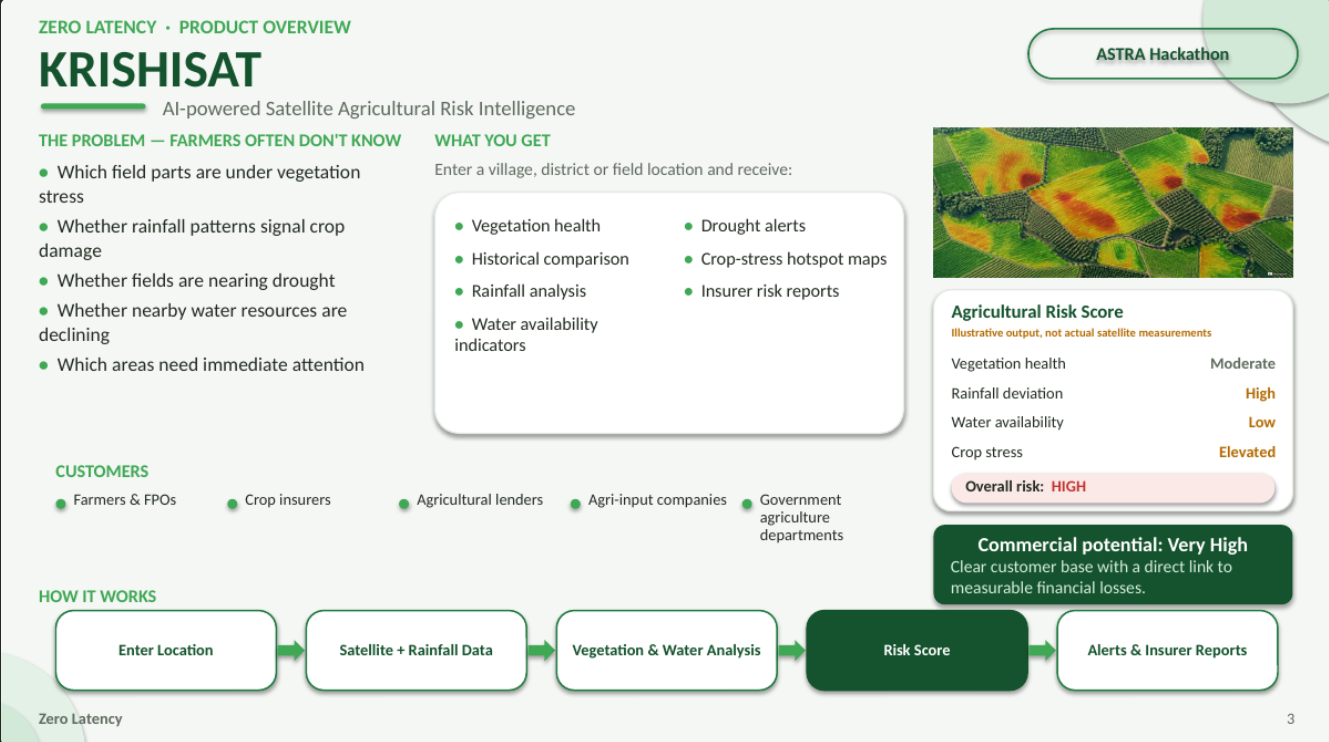 ZERO LATENCY · PRODUCT OVERVIEW
KRISHISAT
AI-powered Satellite Agricultural Risk Intelligence
ASTRA Hackathon
THE PROBLEM — FARMERS OFTEN DON'T KNOW
• Which field parts are under vegetation
stress
• Whether rainfall patterns signal crop
damage
• Whether fields are nearing drought
• Whether nearby water resources are
declining
• Which areas need immediate attention
WHAT YOU GET
Enter a village, district or field location and receive:
• Vegetation health
• Historical comparison
• Rainfall analysis
• Water availability
indicators
• Drought alerts
• Crop-stress hotspot maps
• Insurer risk reports
Agricultural Risk Score
Illustrative output, not actual satellite measurements
Vegetation health Moderate
Rainfall deviation High
Water availability Low
Crop stress Elevated
Overall risk: HIGH
Commercial potential: Very High
Clear customer base with a direct link to
measurable financial losses.
CUSTOMERS
• Farmers & FPOs
• Crop insurers
• Agricultural lenders
• Agri-input companies
• Government
agriculture
departments
HOW IT WORKS
Enter Location
Satellite + Rainfall Data
Vegetation & Water Analysis
Risk Score
Alerts & Insurer Reports
Zero Latency
3